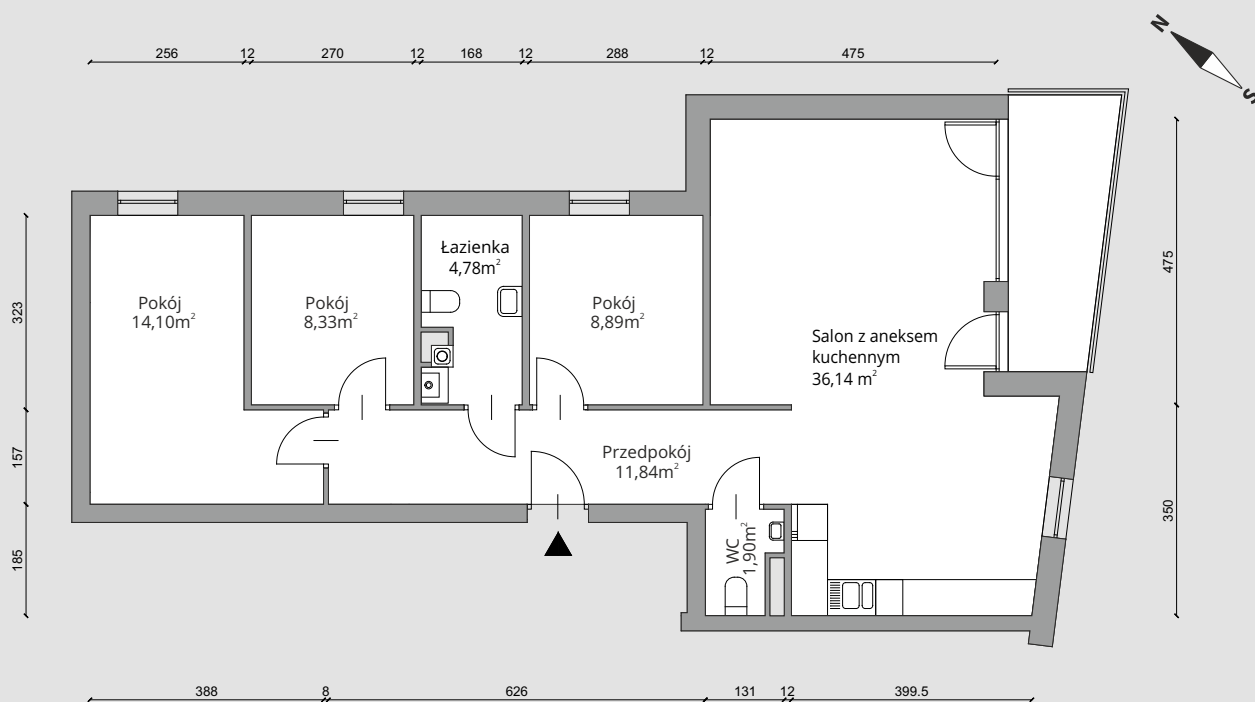 N
S
256
12
270
12
168
12
288
12
475
323
157
185
475
350
Pokój
14,10m²
Pokój
8,33m²
Łazienka
4,78m²
Pokój
8,89m²
Salon z aneksem
kuchennym
36,14 m²
Przedpokój
11,84m²
WC
1,90m²
388
8
626
131
12
399.5